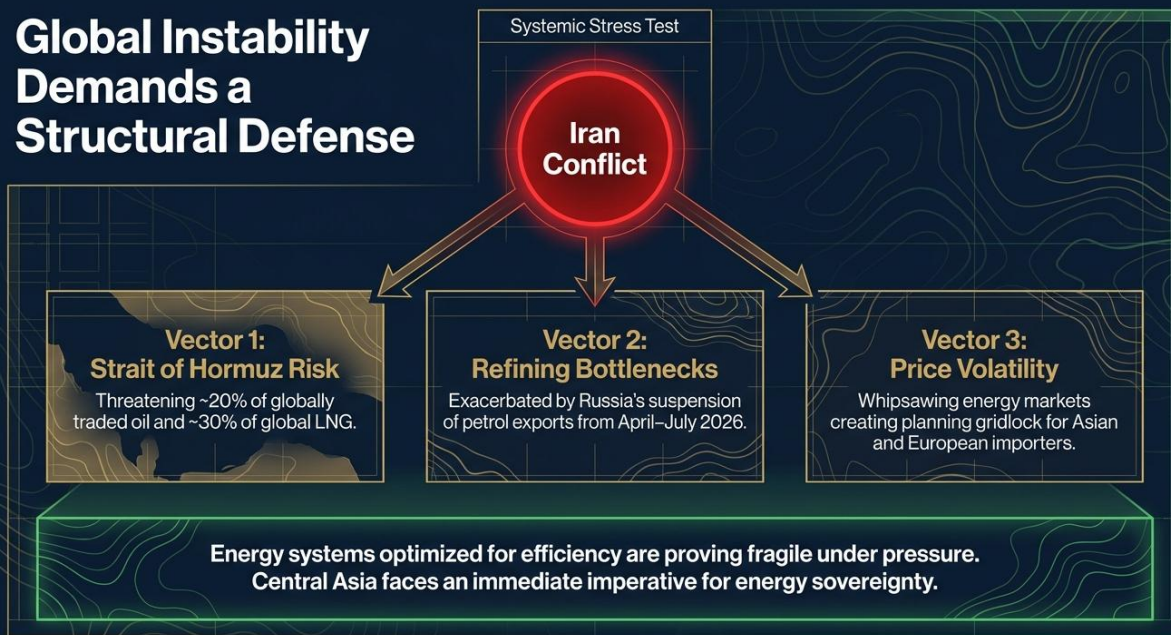 Global Instability
Demands a
Structural Defense
Systemic Stress Test
Iran
Conflict
Vector 1:
Strait of Hormuz Risk
Threatening ~20% of globally
traded oil and ~30% of global LNG.
Vector 2:
Refining Bottlenecks
Exacerbated by Russia's suspension
of petrol exports from April–July 2026.
Vector 3:
Price Volatility
Whipsawing energy markets
creating planning gridlock for Asian
and European importers.
Energy systems optimized for efficiency are proving fragile under pressure.
Central Asia faces an immediate imperative for energy sovereignty.